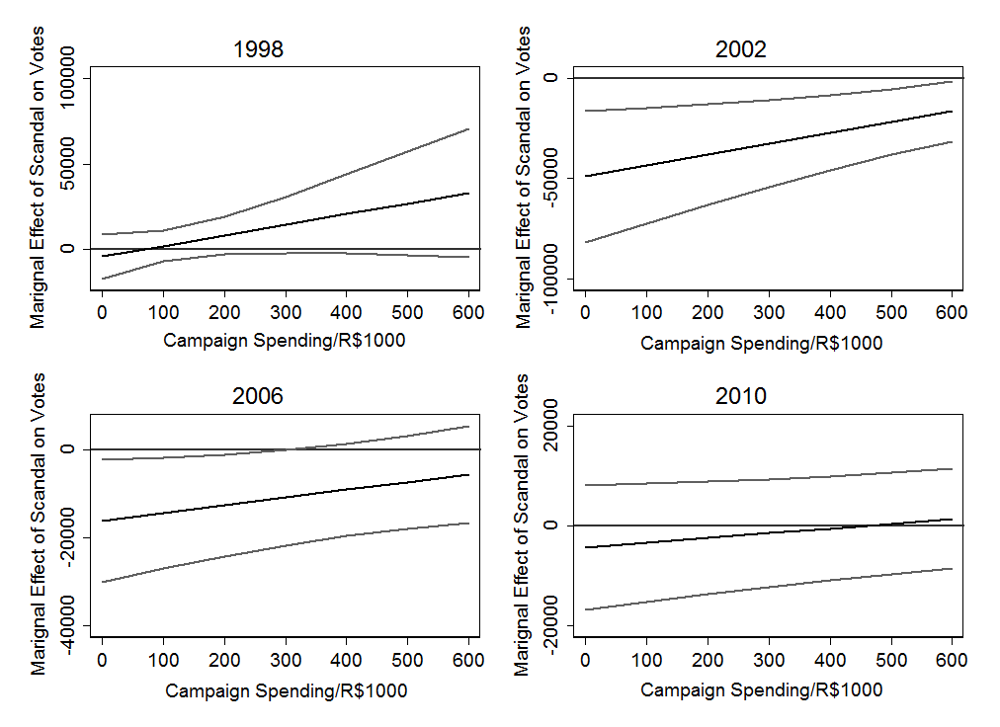 1998
Marignal Effect of Scandal on Votes
100000
50000
0
0 100 200 300 400 500 600
Campaign Spending/R$1000
2002
Marignal Effect of Scandal on Votes
0
-50000
-100000
0 100 200 300 400 500 600
Campaign Spending/R$1000
2006
Marignal Effect of Scandal on Votes
0
-20000
-40000
0 100 200 300 400 500 600
Campaign Spending/R$1000
2010
Marignal Effect of Scandal on Votes
20000
0
-20000
0 100 200 300 400 500 600
Campaign Spending/R$1000